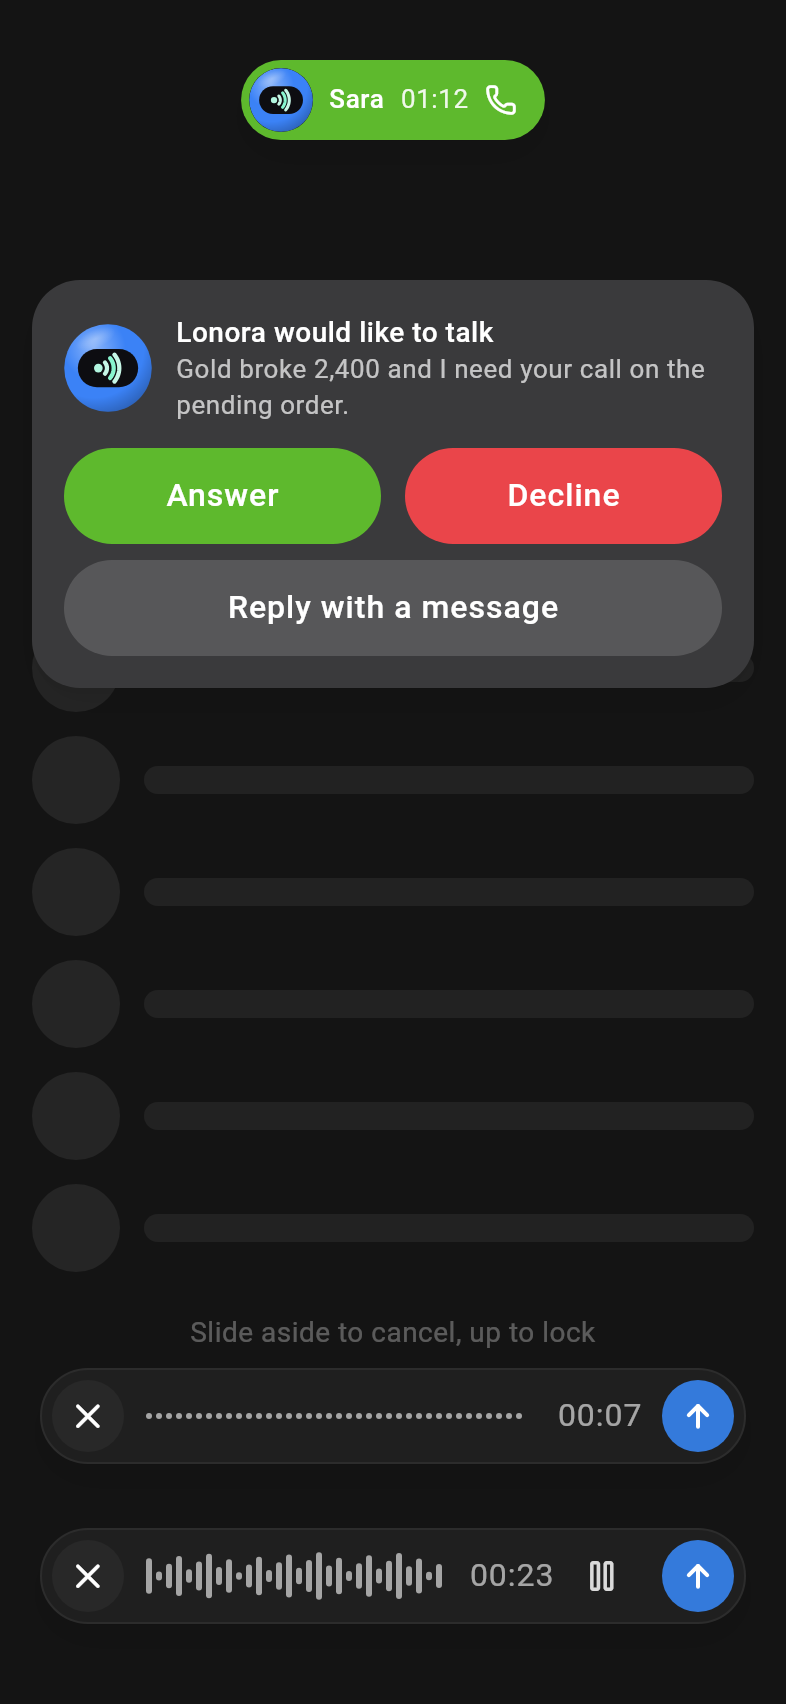 Sara 01:12
Lonora would like to talk
Gold broke 2,400 and I need your call on the
pending order.
Answer
Decline
Reply with a message
Slide aside to cancel, up to lock
00:07
00:23